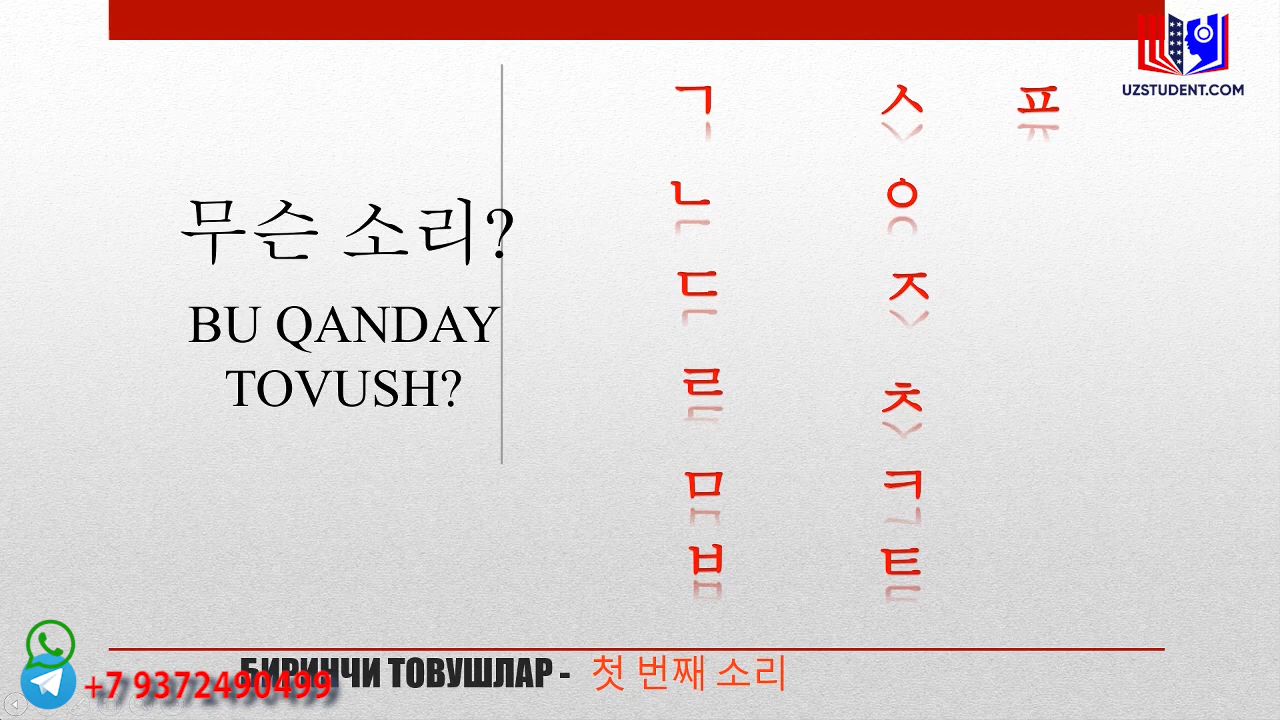 UZSTUDENT.COM
무슨 소리?
BU QANDAY
TOVUSH?
ㄱ ㅅ ㅍ
ㄴ ㅇ
ㄷ ㅈ
ㄹ ㅊ
ㅁ ㅋ
ㅂ ㅌ
БИРИНЧИ ТОВУШЛАР - 첫 번째 소리
+7 9372490499